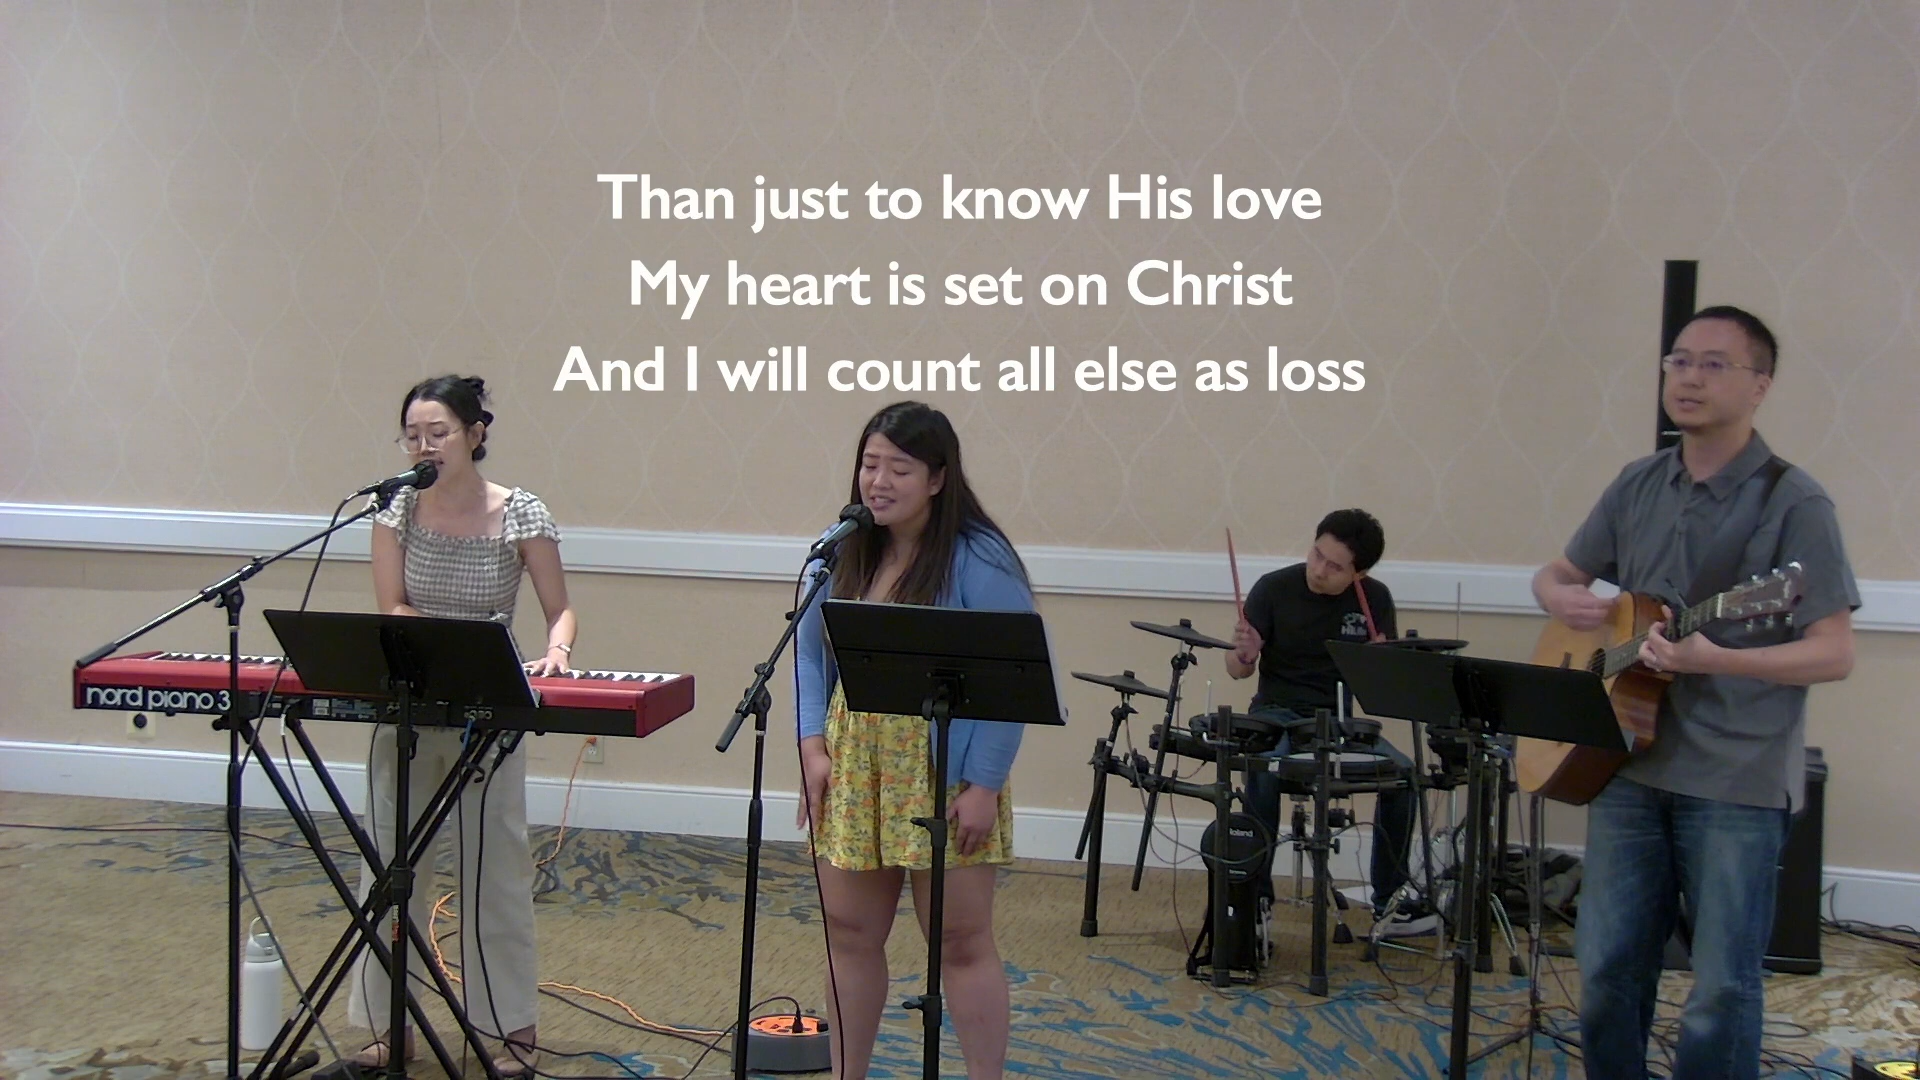 Than just to know His love
My heart is set on Christ
And I will count all else as loss
nord piano 3
Roland